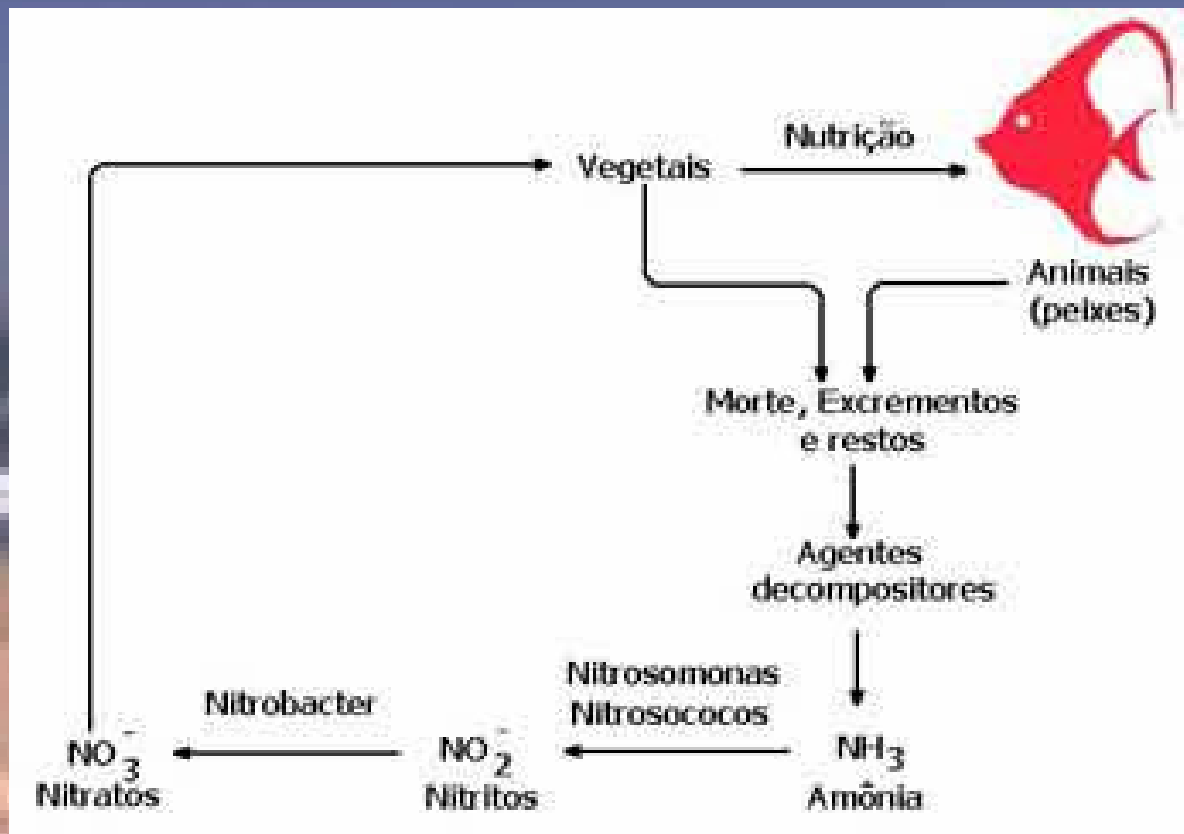 Nutrição
Vegetais
Animais
(peixes)
Morte, Excrementos
e restos
Agentes
decompositores
Nitrosomonas
Nitrosococos
Nitrobacter
NO₃⁻
Nitratos
NO₂⁻
Nitritos
NH₃
Amônia